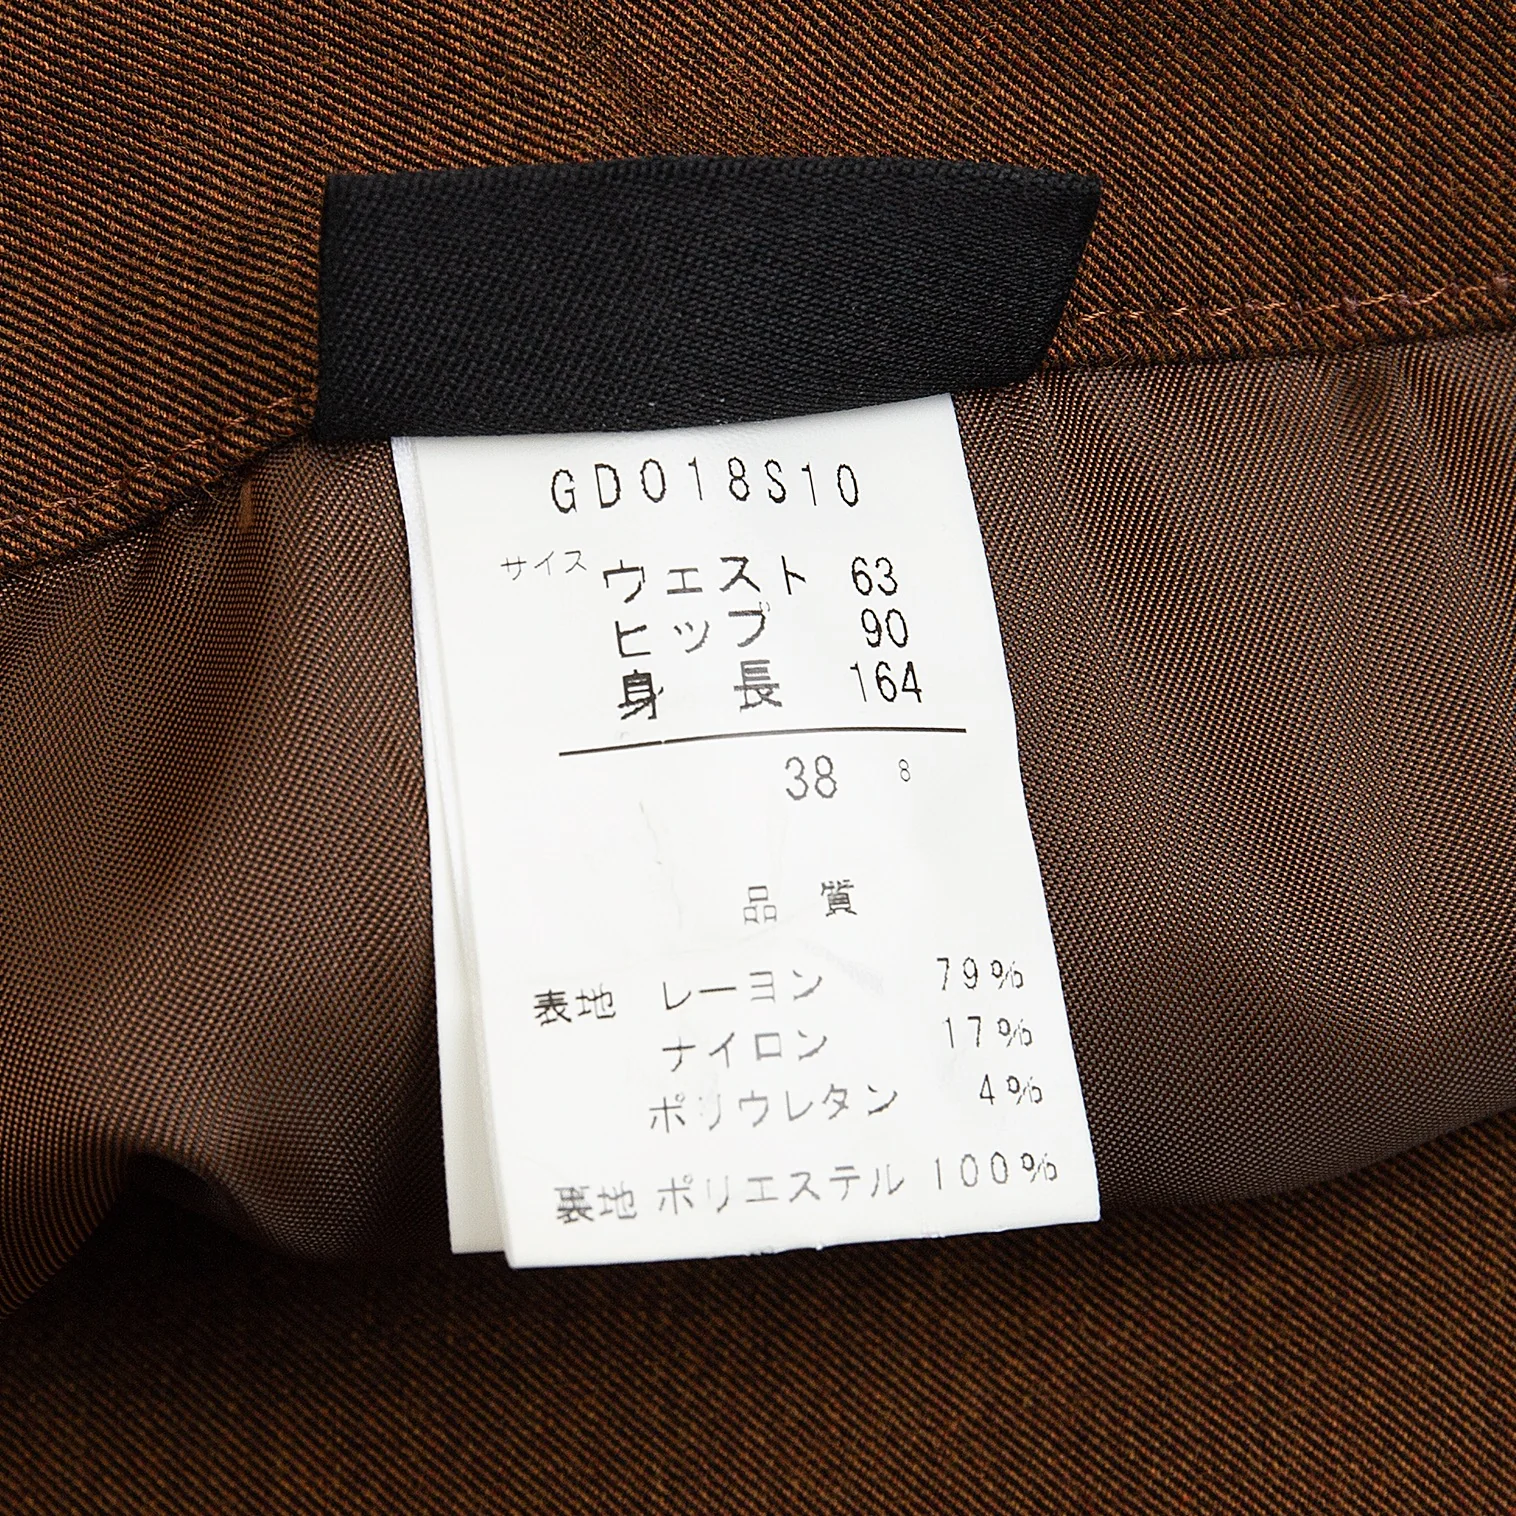 GD018S10
サイズ ウェスト 63
ヒップ 90
身長 164
38 8
品質
表地 レーヨン 79%
ナイロン 17%
ポリウレタン 4%
裏地 ポリエステル 100%